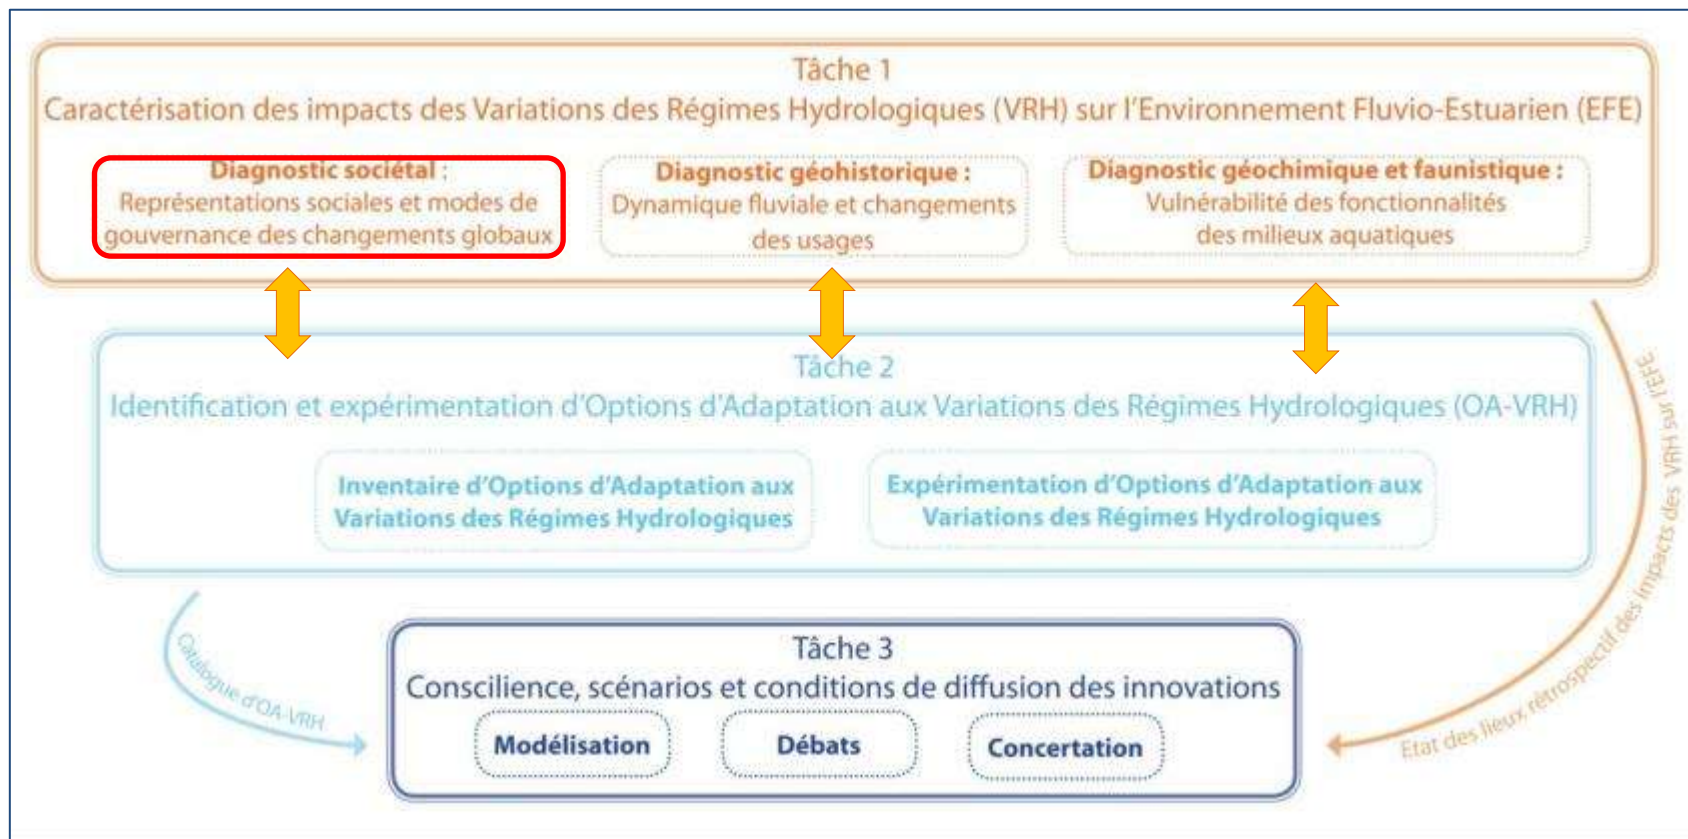 Tâche 1
Caractérisation des impacts des Variations des Régimes Hydrologiques (VRH) sur l'Environnement Fluvio-Estuarien (EFE)
Diagnostic sociétal :
Représentations sociales et modes de
gouvernance des changements globaux
Diagnostic géohistorique :
Dynamique fluviale et changements
des usages
Diagnostic géochimique et faunistique :
Vulnérabilité des fonctionnalités
des milieux aquatiques
Tâche 2
Identification et expérimentation d'Options d'Adaptation aux Variations des Régimes Hydrologiques (OA-VRH)
Inventaire d'Options d'Adaptation aux
Variations des Régimes Hydrologiques
Expérimentation d'Options d'Adaptation aux
Variations des Régimes Hydrologiques
Catalogue d'OA-VRH
Etat des lieux rétrospectif des impacts des VRH sur l'EFE
Tâche 3
Conscilience, scénarios et conditions de diffusion des innovations
Modélisation
Débats
Concertation